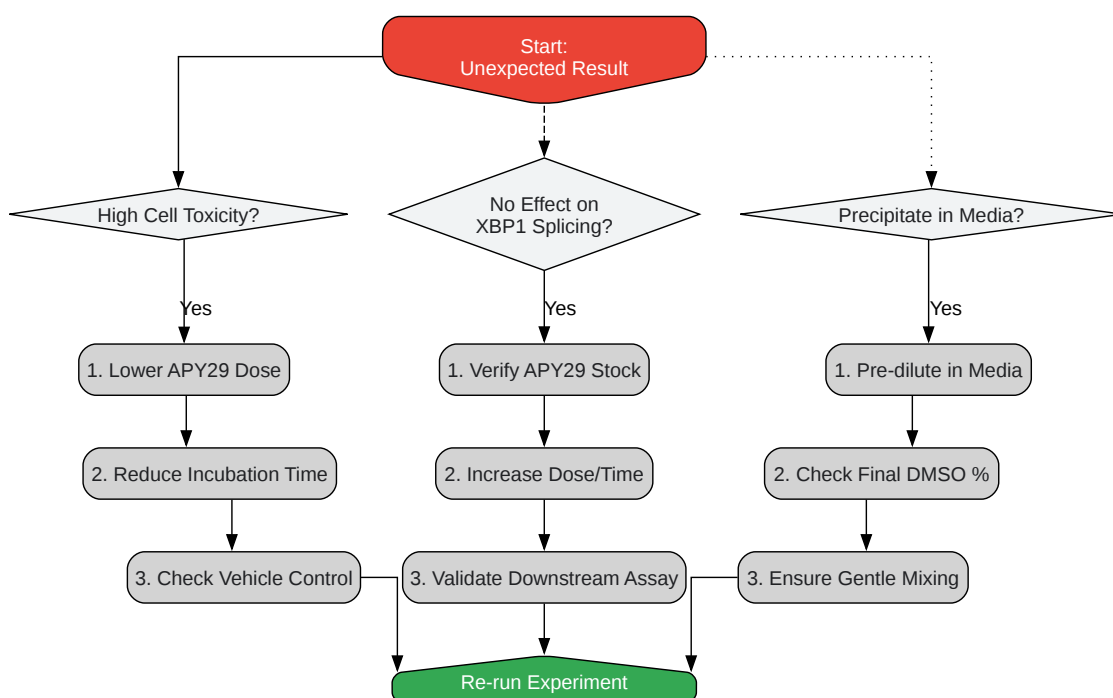 Start:
Unexpected Result
High Cell Toxicity?
No Effect on
XBP1 Splicing?
Precipitate in Media?
Yes
Yes
Yes
1. Lower APY29 Dose
1. Verify APY29 Stock
1. Pre-dilute in Media
2. Reduce Incubation Time
2. Increase Dose/Time
2. Check Final DMSO %
3. Check Vehicle Control
3. Validate Downstream Assay
3. Ensure Gentle Mixing
Re-run Experiment